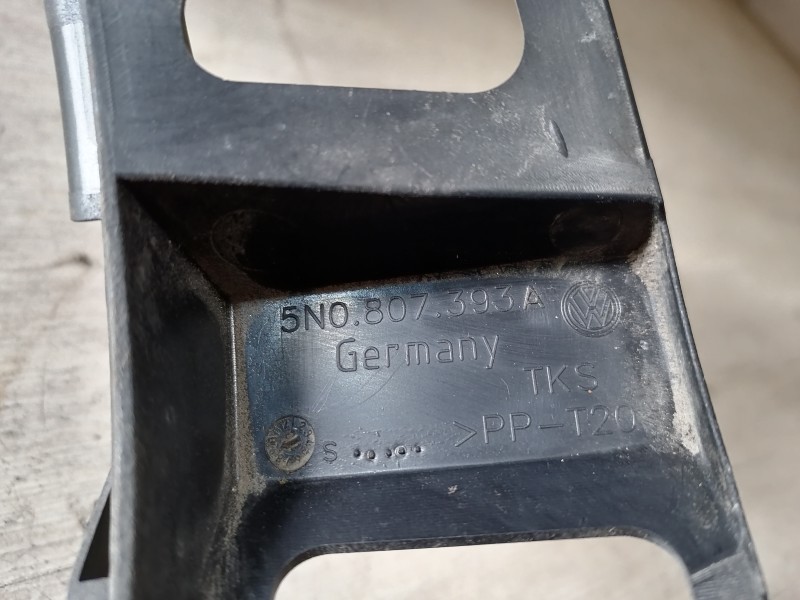 5N0.807.393A
Germany
TKS
S >PP-T20